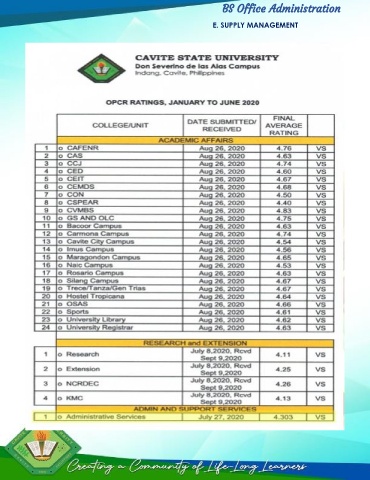 BS Office Administration
E. SUPPLY MANAGEMENT
CAVITE STATE UNIVERSITY
Don Severino de las Alas Campus
Indang, Cavite, Philippines
OPCR RATINGS, JANUARY TO JUNE 2020
COLLEGE/UNIT DATE SUBMITTED/ RECEIVED FINAL AVERAGE RATING
ACADEMIC AFFAIRS
1 o CAFENR Aug 26, 2020 4.76 VS
2 o CAS Aug 26, 2020 4.63 VS
3 o CCJ Aug 26, 2020 4.74 VS
4 o CED Aug 26, 2020 4.60 VS
5 o CEIT Aug 26, 2020 4.67 VS
6 o CEMDS Aug 26, 2020 4.68 VS
7 o CON Aug 26, 2020 4.50 VS
8 o CSPEAR Aug 26, 2020 4.40 VS
9 o CVMBS Aug 26, 2020 4.83 VS
10 o GS AND OLC Aug 26, 2020 4.75 VS
11 o Bacoor Campus Aug 26, 2020 4.63 VS
12 o Carmona Campus Aug 26, 2020 4.74 VS
13 o Cavite City Campus Aug 26, 2020 4.54 VS
14 o Imus Campus Aug 26, 2020 4.56 VS
15 o Maragondon Campus Aug 26, 2020 4.65 VS
16 o Naic Campus Aug 26, 2020 4.53 VS
17 o Rosario Campus Aug 26, 2020 4.63 VS
18 o Silang Campus Aug 26, 2020 4.67 VS
19 o Trece/Tanza/Gen Trias Aug 26, 2020 4.67 VS
20 o Hostel Tropicana Aug 26, 2020 4.64 VS
21 o OSAS Aug 26, 2020 4.66 VS
22 o Sports Aug 26, 2020 4.61 VS
23 o University Library Aug 26, 2020 4.62 VS
24 o University Registrar Aug 26, 2020 4.63 VS
RESEARCH and EXTENSION
1 o Research July 8,2020, Rcvd Sept 9,2020 4.11 VS
2 o Extension July 8,2020, Rcvd Sept 9,2020 4.25 VS
3 o NCRDEC July 8,2020, Rcvd Sept 9,2020 4.26 VS
4 o KMC July 8,2020, Rcvd Sept 9,2020 4.13 VS
ADMIN AND SUPPORT SERVICES
1 o Administrative Services July 27, 2020 4.303 VS
Creating a Community of Life-Long Learners